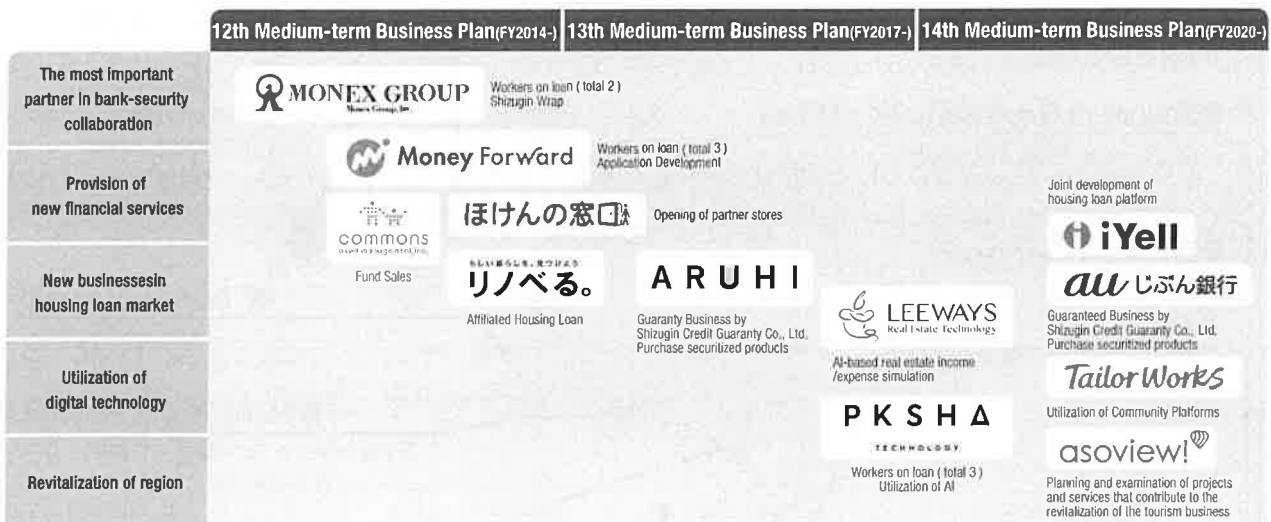 12th Medium-term Business Plan(FY2014-)
13th Medium-term Business Plan(FY2017-)
14th Medium-term Business Plan(FY2020-)
The most important
partner in bank-security
collaboration
MONEX GROUP
Monex Group, Inc
Workers on loan ( total 2 )
Shizugin Wrap
Money Forward
Workers on loan ( total 3 )
Application Development
Provision of
new financial services
commons
asset management, inc.
Fund Sales
ほけんの窓口
Opening of partner stores
Joint development of
housing loan platform
iYell
New businessesin
housing loan market
リノベる。
Affiliated Housing Loan
ARUHI
Guaranty Business by
Shizugin Credit Guaranty Co., Ltd.
Purchase securitized products
LEEWAYS
Real Estate Technology
AI-based real estate income
/expense simulation
au じぶん銀行
Guaranteed Business by
Shizugin Credit Guaranty Co., Ltd.
Purchase securitized products
Utilization of
digital technology
PKSHA
TECHNOLOGY
Workers on loan ( total 3 )
Utilization of AI
TailorWorks
Utilization of Community Platforms
Revitalization of region
asoview!
Planning and examination of projects
and services that contribute to the
revitalization of the tourism business